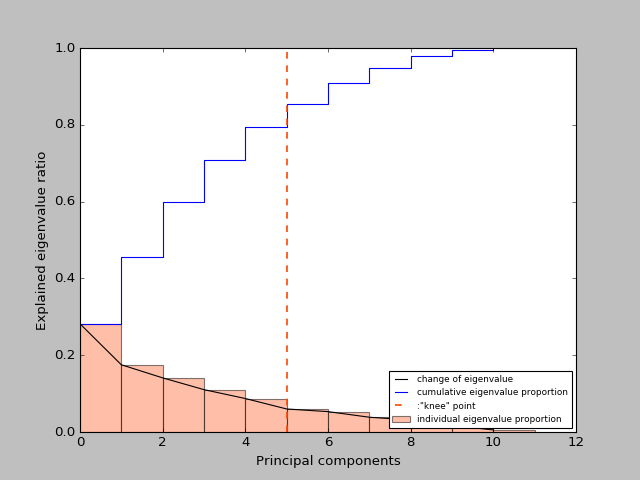 1.0
0.8
0.6
0.4
0.2
0.0
Explained eigenvalue ratio
change of eigenvalue
cumulative eigenvalue proportion
:"knee" point
individual eigenvalue proportion
0 2 4 6 8 10 12
Principal components